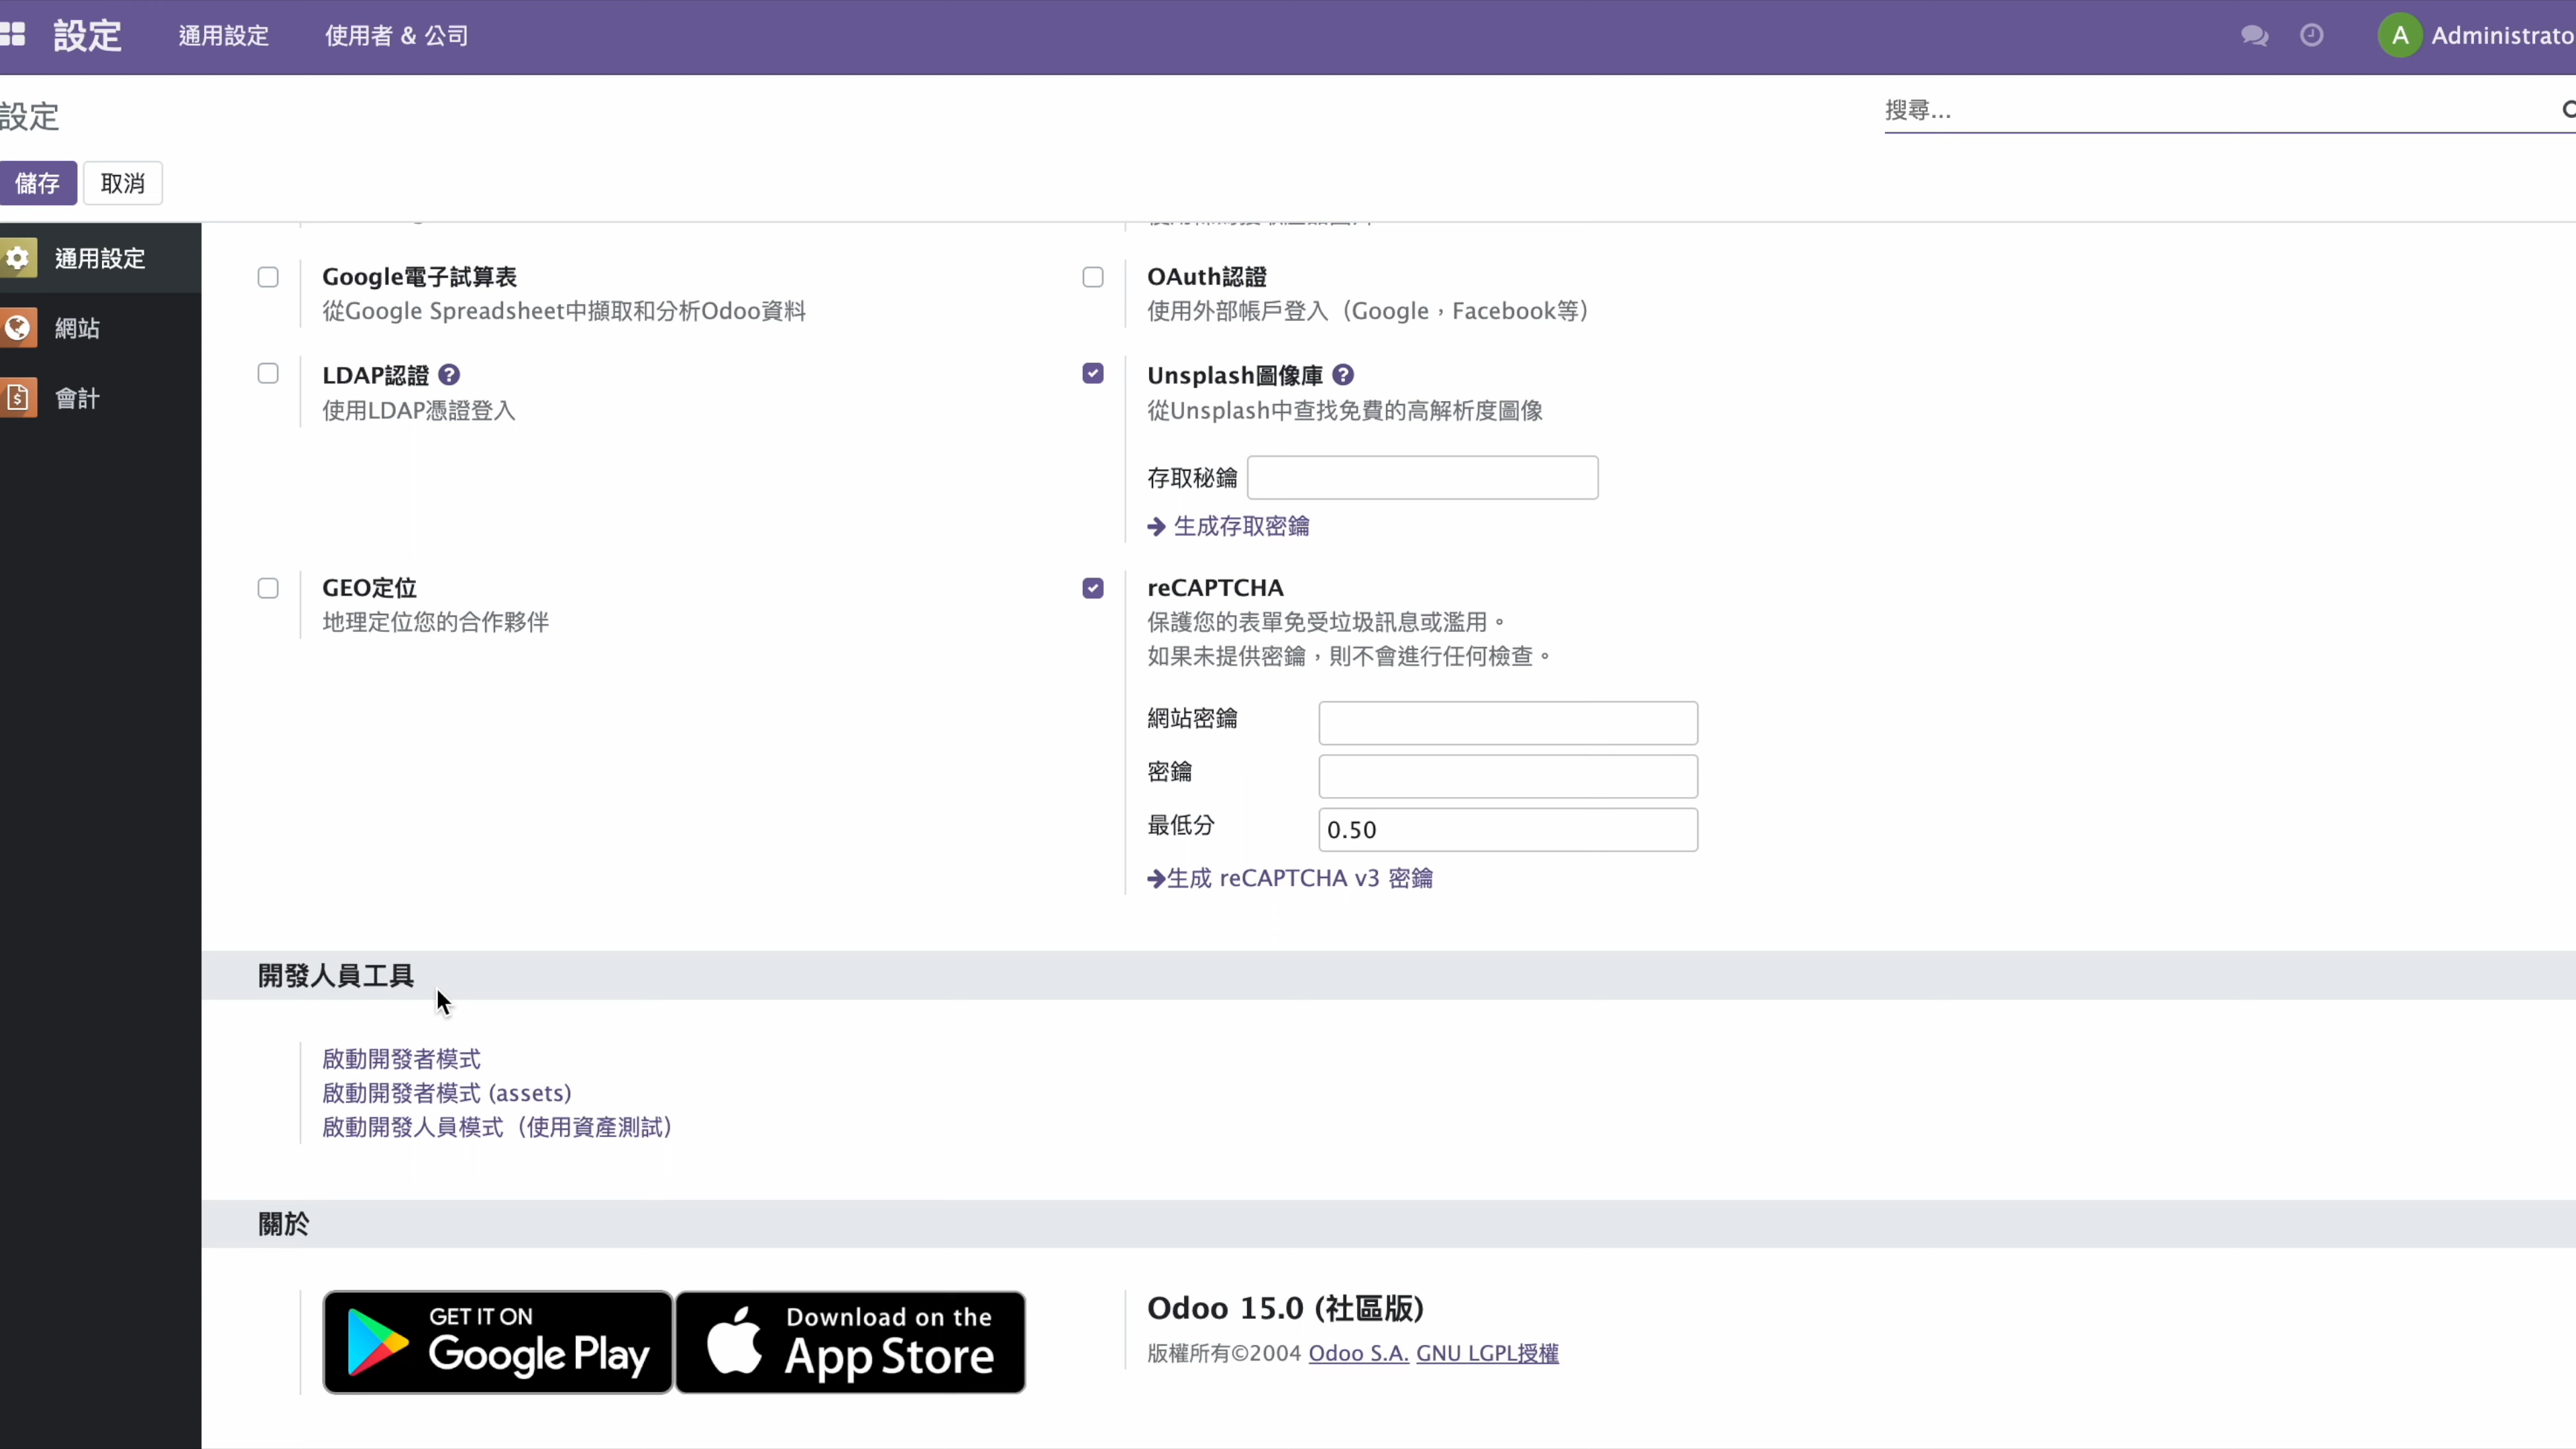 設定 通用設定 使用者 & 公司 A Administrato
設定
搜尋...
儲存 取消
通用設定
網站
會計
Google電子試算表
從Google Spreadsheet中擷取和分析Odoo資料
OAuth認證
使用外部帳戶登入（Google，Facebook等）
LDAP認證
使用LDAP憑證登入
Unsplash圖像庫
從Unsplash中查找免費的高解析度圖像
存取秘鑰
生成存取密鑰
GEO定位
地理定位您的合作夥伴
reCAPTCHA
保護您的表單免受垃圾訊息或濫用。
如果未提供密鑰，則不會進行任何檢查。
網站密鑰
密鑰
最低分 0.50
生成 reCAPTCHA v3 密鑰
開發人員工具
啟動開發者模式
啟動開發者模式 (assets)
啟動開發人員模式（使用資產測試）
關於
GET IT ON
Google Play
Download on the
App Store
Odoo 15.0 (社區版)
版權所有©2004 Odoo S.A. GNU LGPL授權